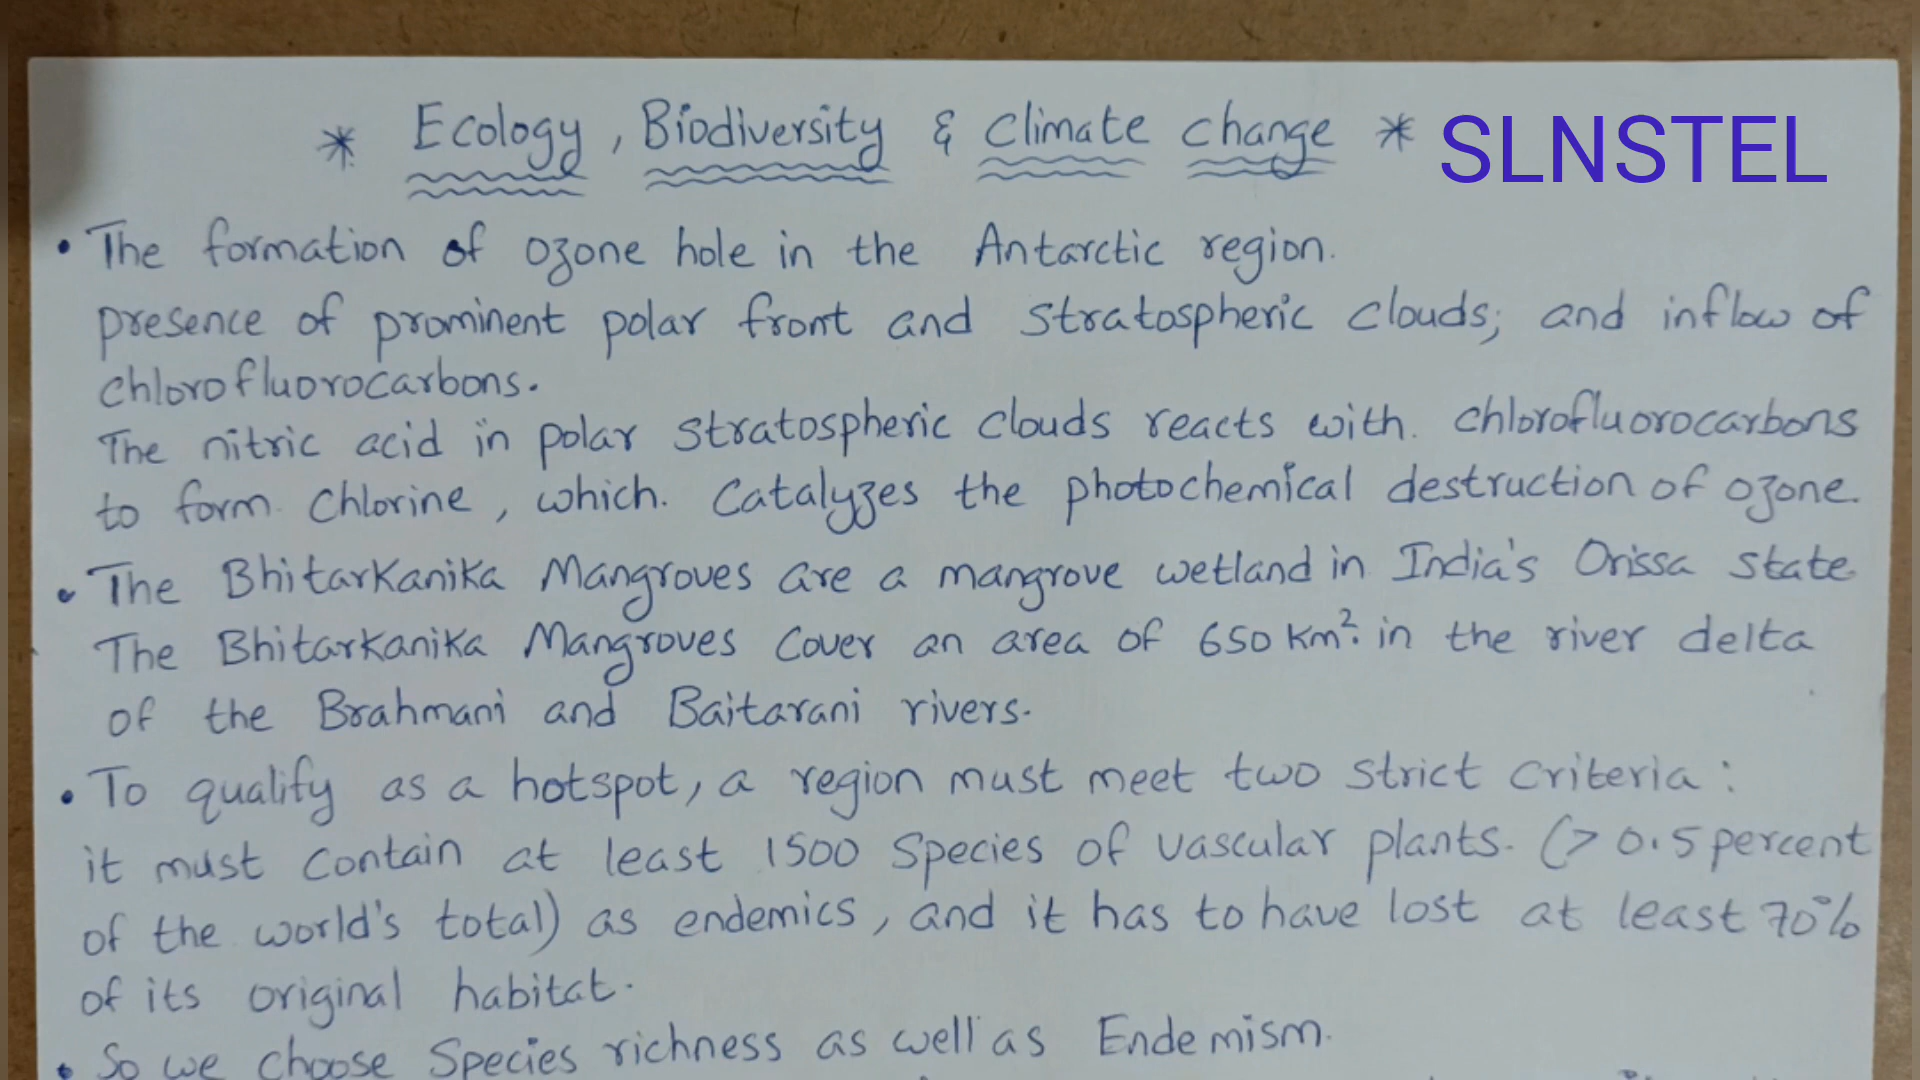 * Ecology, Biodiversity & Climate change * SLNSTEL
• The formation of ozone hole in the Antarctic region.
presence of prominent polar front and stratospheric clouds; and inflow of
chlorofluorocarbons.
The nitric acid in polar stratospheric clouds reacts with. chlorofluorocarbons
to form chlorine, which. catalyzes the photochemical destruction of ozone.
• The Bhitarkanika Mangroves are a mangrove wetland in India's Orissa state
The Bhitarkanika Mangroves cover an area of 650 km². in the river delta
of the Brahmani and Baitarani rivers.
• To qualify as a hotspot, a region must meet two strict criteria:
it must contain at least 1500 species of vascular plants. (> 0.5 percent
of the world's total) as endemics, and it has to have lost at least 70%
of its original habitat.
• So we choose Species richness as well as Endemism.